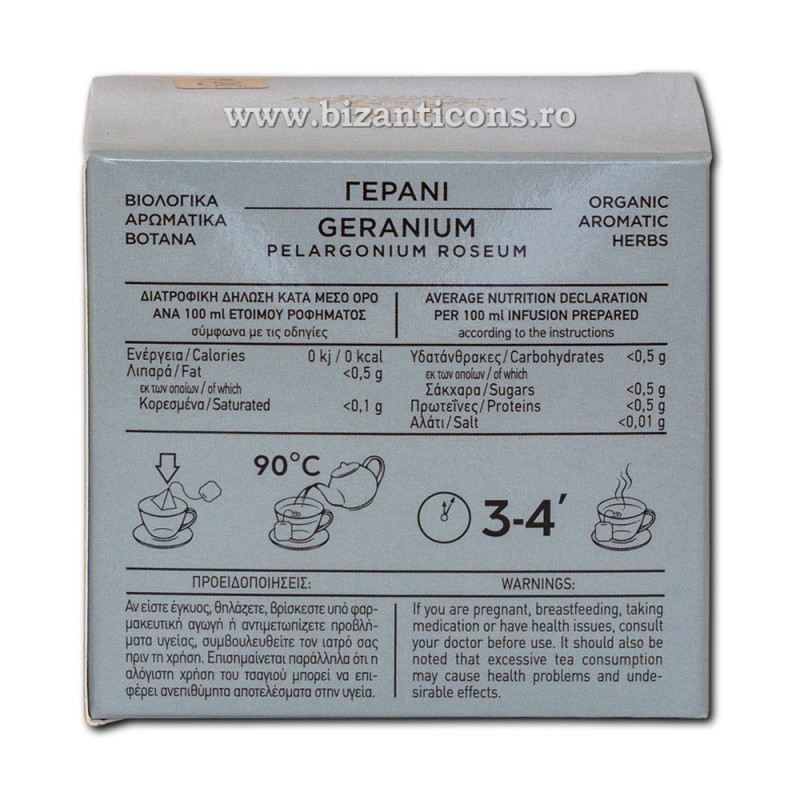 www.bizanticons.ro
ΒΙΟΛΟΓΙΚΑ
ΑΡΩΜΑΤΙΚΑ
ΒΟΤΑΝΑ
ΓΕΡΑΝΙ
GERANIUM
PELARGONIUM ROSEUM
ORGANIC
AROMATIC
HERBS
ΔΙΑΤΡΟΦΙΚΗ ΔΗΛΩΣΗ ΚΑΤΑ ΜΕΣΟ ΟΡΟ
ΑΝΑ 100 ml ΕΤΟΙΜΟΥ ΡΟΦΗΜΑΤΟΣ
σύμφωνα με τις οδηγίες
AVERAGE NUTRITION DECLARATION
PER 100 ml INFUSION PREPARED
according to the instructions
Ενέργεια/Calories 0 kj/0 kcal
Λιπαρά/Fat <0,5 g
εκ των οποίων/of which
Κορεσμένα/Saturated <0,1 g
Υδατάνθρακες/Carbohydrates <0,5 g
εκ των οποίων/of which
Σάκχαρα/Sugars <0,5 g
Πρωτεΐνες/Proteins <0,5 g
Αλάτι/Salt <0,01 g
90°C
3-4′
ΠΡΟΕΙΔΟΠΟΙΗΣΕΙΣ:
Αν είστε έγκυος, θηλάζετε, βρίσκεστε υπό φαρ-
μακευτική αγωγή ή αντιμετωπίζετε προβλή-
ματα υγείας, συμβουλευθείτε τον ιατρό σας
πριν τη χρήση. Επισημαίνεται παράλληλα ότι η
αλόγιστη χρήση του τσαγιού μπορεί να επι-
φέρει ανεπιθύμητα αποτελέσματα στην υγεία.
WARNINGS:
If you are pregnant, breastfeeding, taking
medication or have health issues, consult
your doctor before use. It should also be
noted that excessive tea consumption
may cause health problems and unde-
sirable effects.